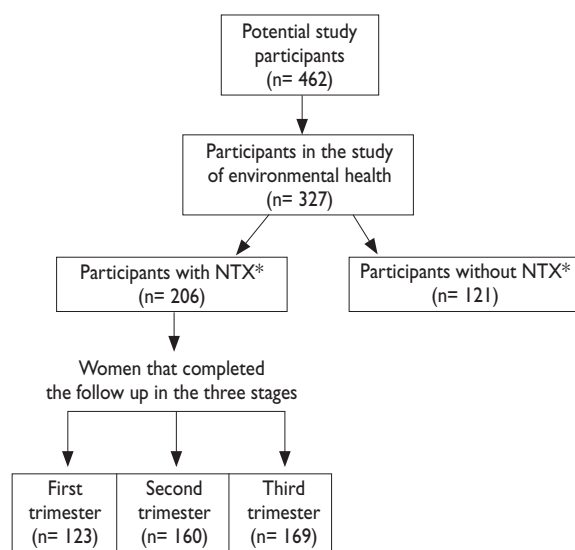 Potential study
participants
(n= 462)
Participants in the study
of environmental health
(n= 327)
Participants with NTX*
(n= 206)
Participants without NTX*
(n= 121)
Women that completed
the follow up in the three stages
First
trimester
(n= 123)
Second
trimester
(n= 160)
Third
trimester
(n= 169)